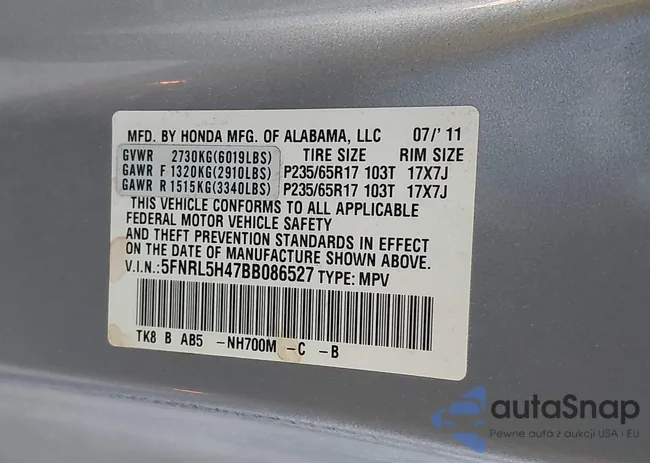 MFD. BY HONDA MFG. OF ALABAMA, LLC 07/'11
GVWR 2730KG(6019LBS) TIRE SIZE RIM SIZE
GAWR F 1320KG(2910LBS) P235/65R17 103T 17X7J
GAWR R 1515KG(3340LBS) P235/65R17 103T 17X7J
THIS VEHICLE CONFORMS TO ALL APPLICABLE
FEDERAL MOTOR VEHICLE SAFETY
AND THEFT PREVENTION STANDARDS IN EFFECT
ON THE DATE OF MANUFACTURE SHOWN ABOVE.
V.I.N.: 5FNRL5H47BB086527 TYPE: MPV
TK8 B AB5 -NH700M -C -B
autaSnap
Pewne auta z aukcji USA · EU